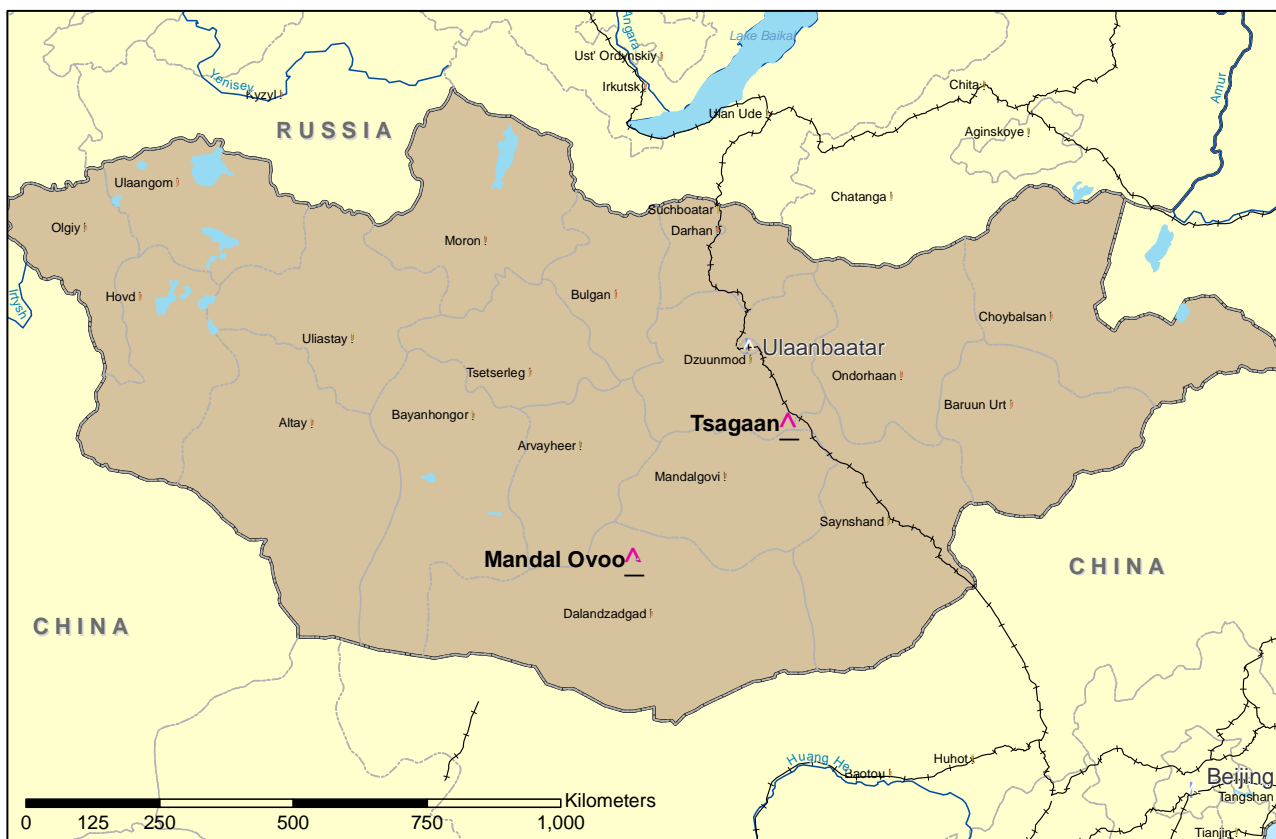 Angara
Lake Baikal
Ust' Ordynskiy
Yenisey
Kyzyl
Irkutsk
Chita
Amur
Ulan Ude
RUSSIA
Aginskoye
Ulaangom
Chatanga
Suchboatar
Olgiy
Darhan
Moron
Irtysh
Hovd
Bulgan
Choybalsan
Uliastay
Ulaanbaatar
Dzuunmod
Tsetserleg
Ondorhaan
Baruun Urt
Bayanhongor
Altay
Tsagaan
Arvayheer
Mandalgovi
Saynshand
Mandal Ovoo
CHINA
Dalandzadgad
CHINA
Huang He
Huhot
Baotou
Beijing
Tangshan
Kilometers
0 125 250 500 750 1,000
Tianjin